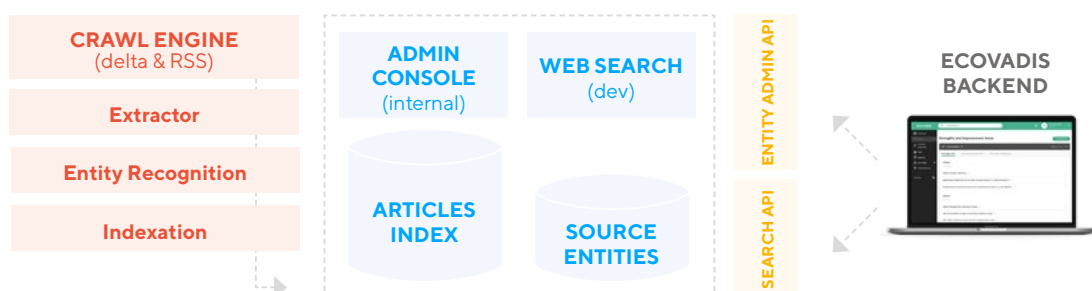 CRAWL ENGINE
(delta & RSS)
Extractor
Entity Recognition
Indexation
ADMIN
CONSOLE
(internal)
WEB SEARCH
(dev)
ARTICLES
INDEX
SOURCE
ENTITIES
ENTITY ADMIN API
SEARCH API
ECOVADIS
BACKEND